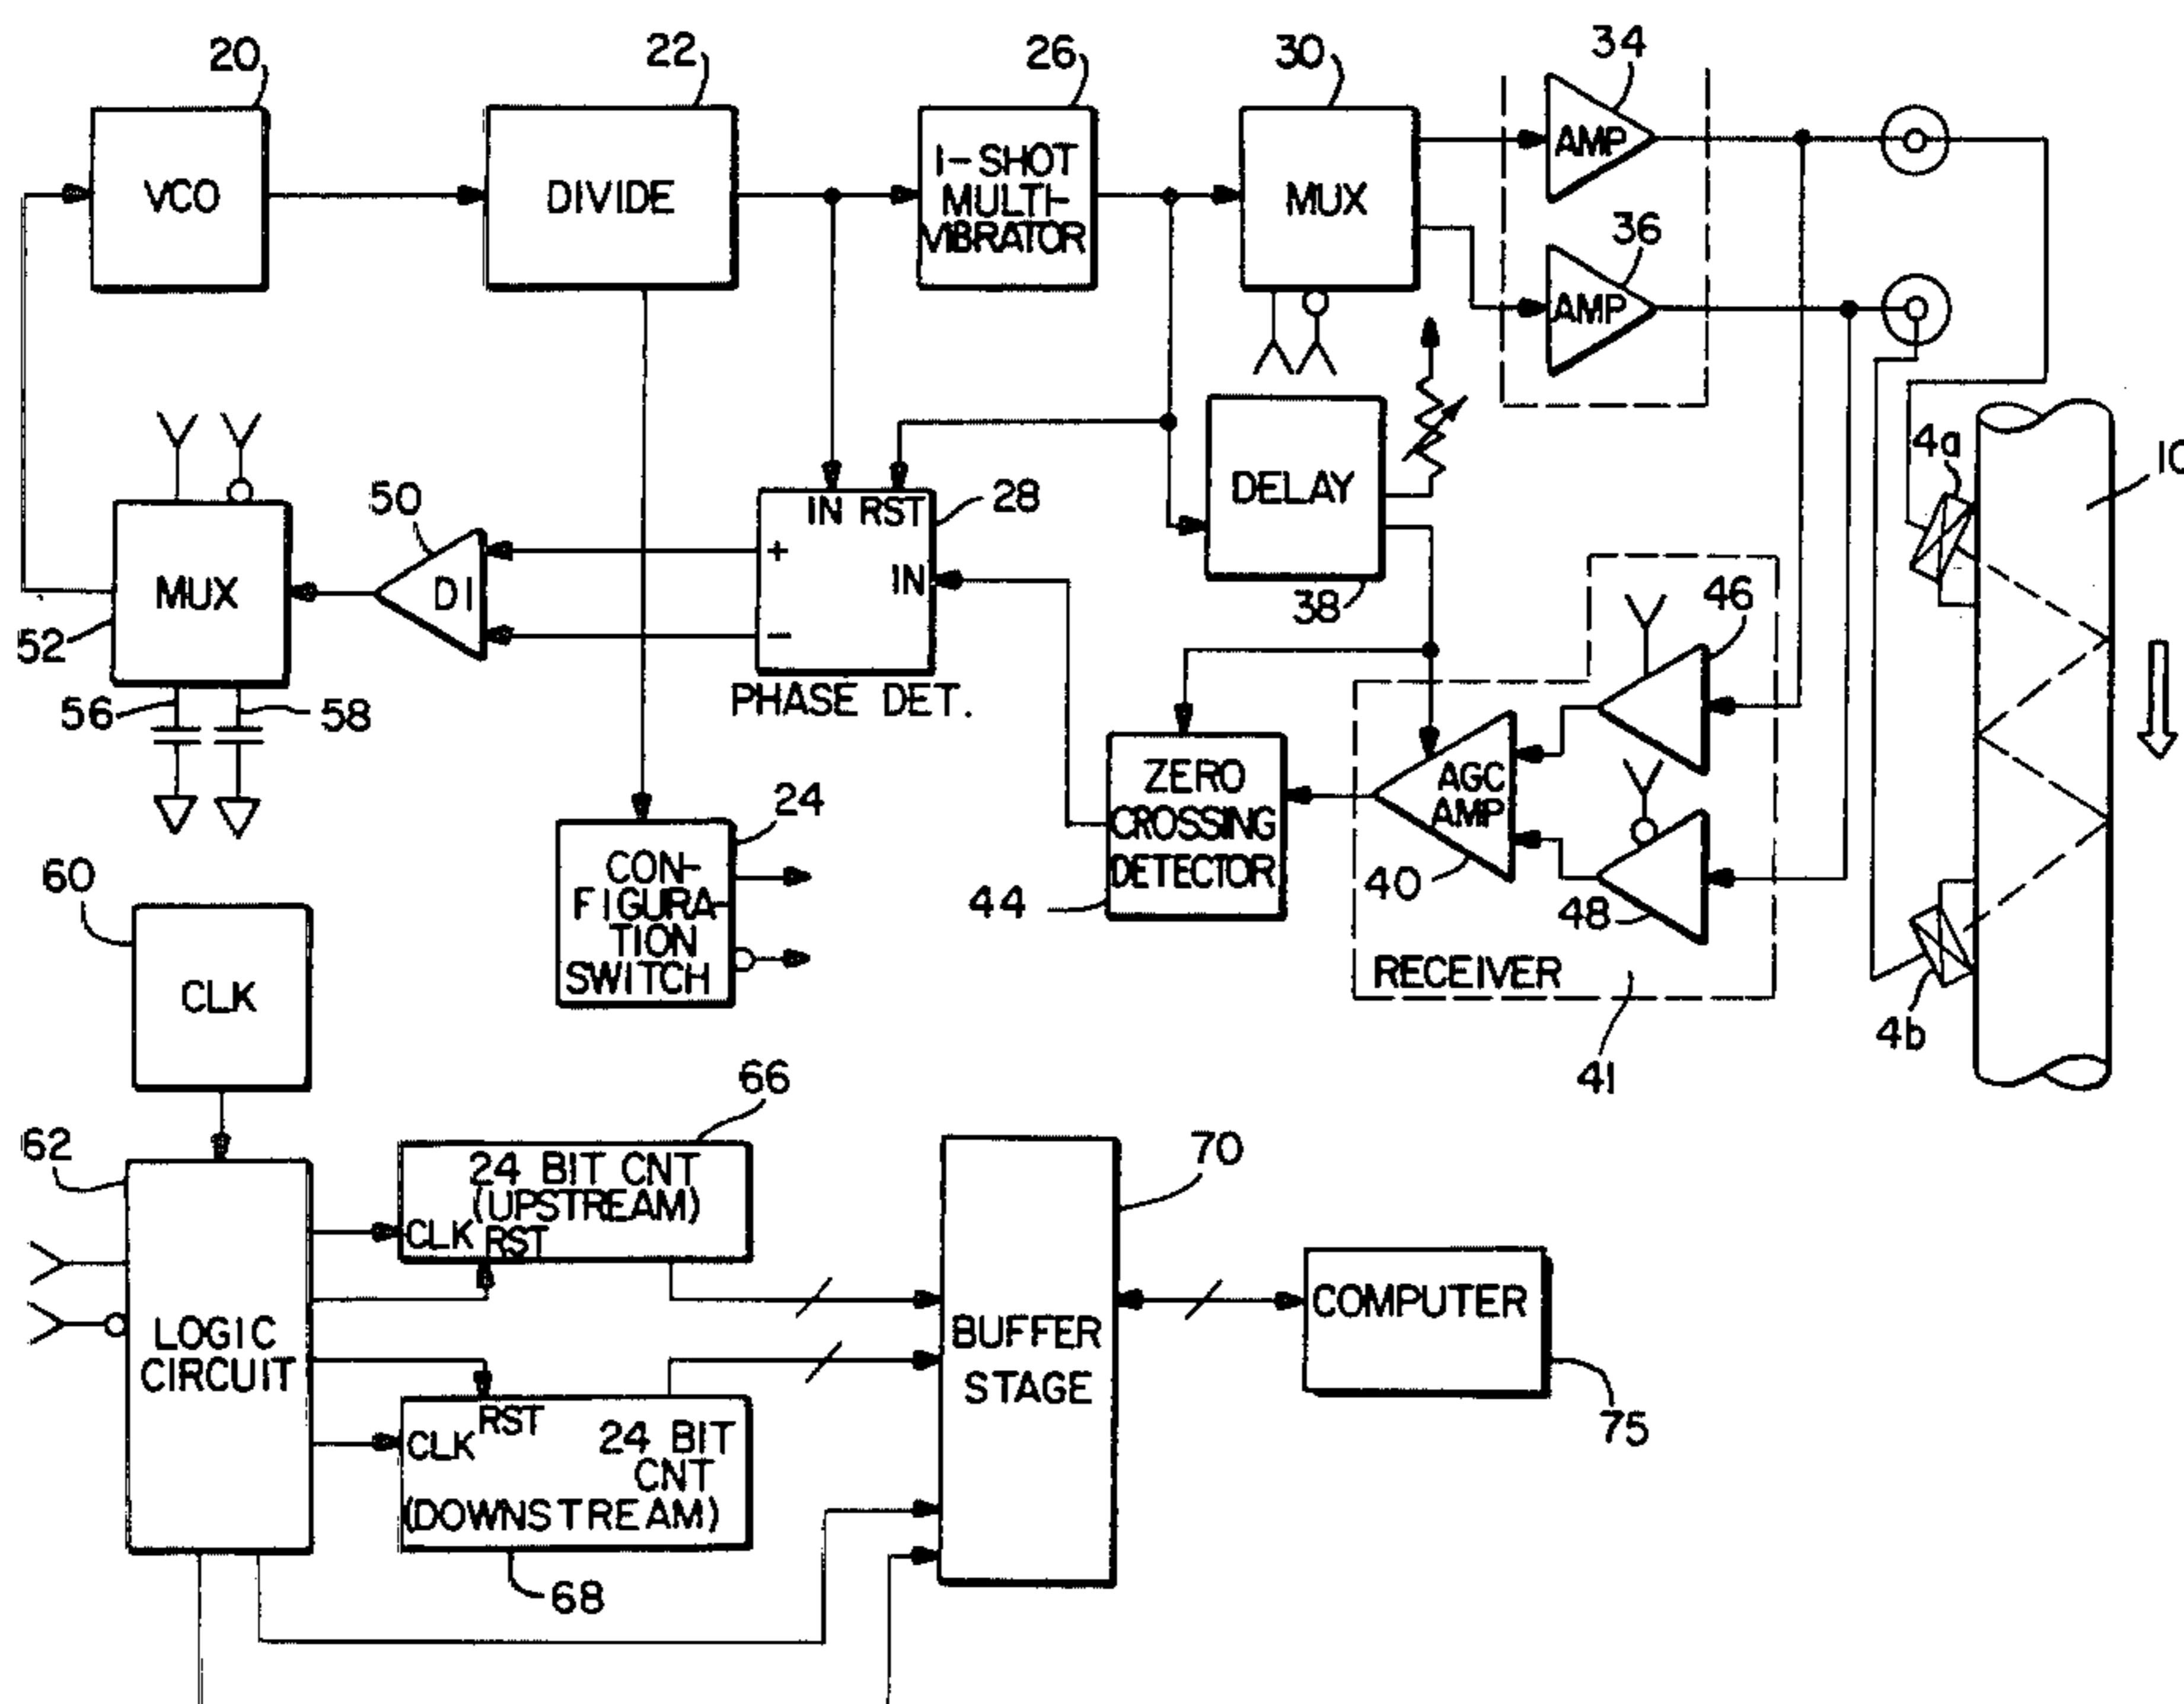 20
22
26
30
34
VCO
DIVIDE
1-SHOT
MULTI-
VIBRATOR
MUX
AMP
36
AMP
4a
10
50
IN RST
28
DELAY
+
IN
DI
MUX
52
-
38
46
56
58
PHASE DET.
ZERO
CROSSING
DETECTOR
AGC
AMP
24
40
44
48
60
CON-
FIGURA-
TION
SWITCH
RECEIVER
CLK
4b
41
66
62
24 BIT CNT
(UPSTREAM)
CLK RST
70
LOGIC
CIRCUIT
BUFFER
STAGE
COMPUTER
RST
CLK
24 BIT
CNT
(DOWNSTREAM)
75
68